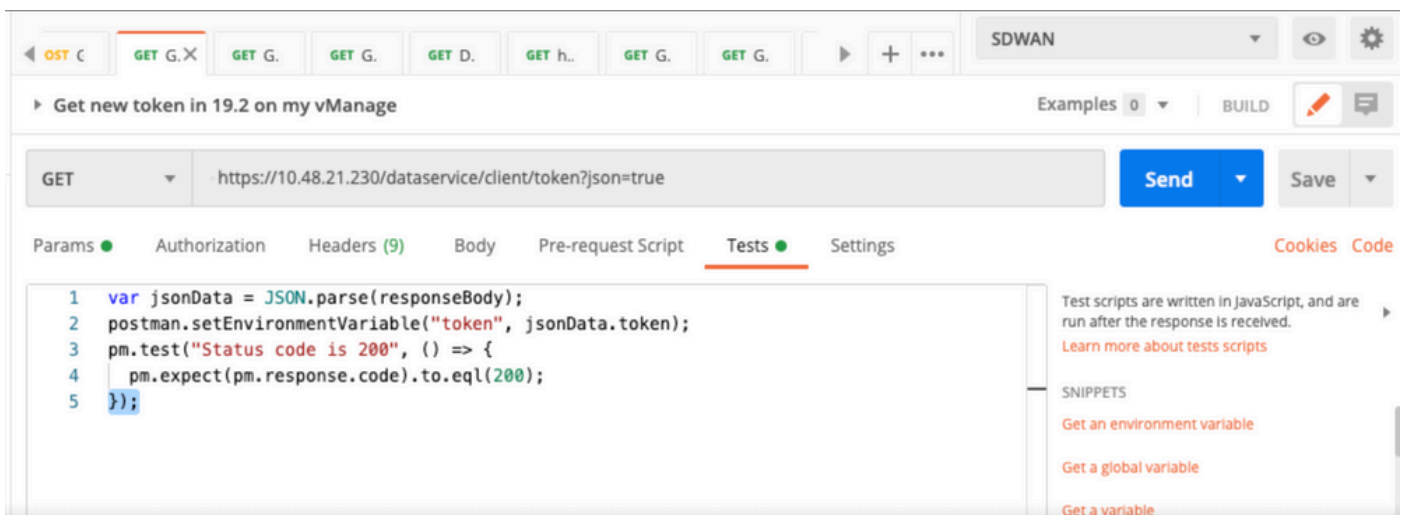 OST C GET G. GET G. GET G. GET D. GET h.. GET G. GET G. SDWAN
Get new token in 19.2 on my vManage Examples 0 BUILD
GET https://10.48.21.230/dataservice/client/token?json=true Send Save
Params Authorization Headers (9) Body Pre-request Script Tests Settings Cookies Code
1 var jsonData = JSON.parse(responseBody);
2 postman.setEnvironmentVariable("token", jsonData.token);
3 pm.test("Status code is 200", () => {
4 pm.expect(pm.response.code).to.eql(200);
5 });
Test scripts are written in JavaScript, and are
run after the response is received.
Learn more about tests scripts
SNIPPETS
Get an environment variable
Get a global variable
Get a variable